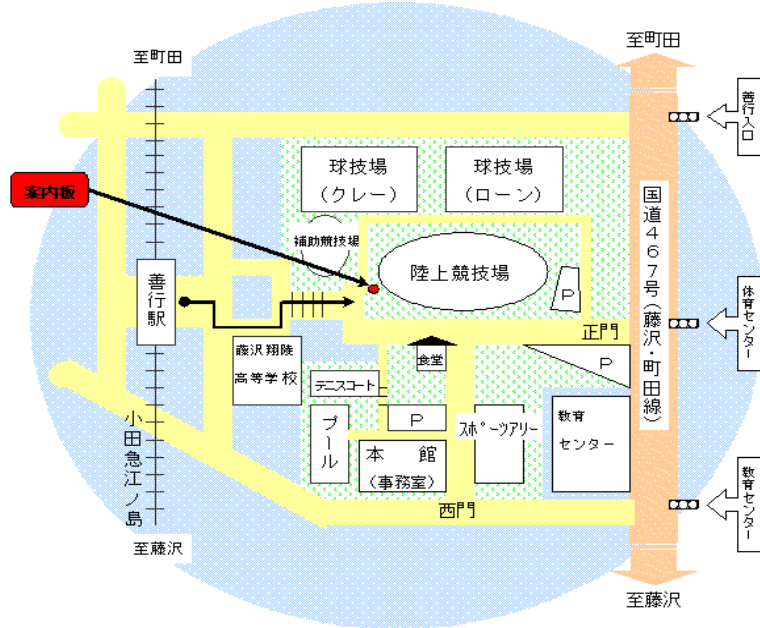 至町田
至町田
善行入口
球技場
(クレー)
球技場
(ローン)
案内板
補助競技場
陸上競技場
国道467号(藤沢・町田線)
善行駅
P
体育センター
正門
藤沢翔陵
高等学校
食堂
P
テニスコート
小田急江ノ島
プール
P
スポーツアリー
教育
センター
本 館
(事務室)
教育センター
西門
至藤沢
至藤沢